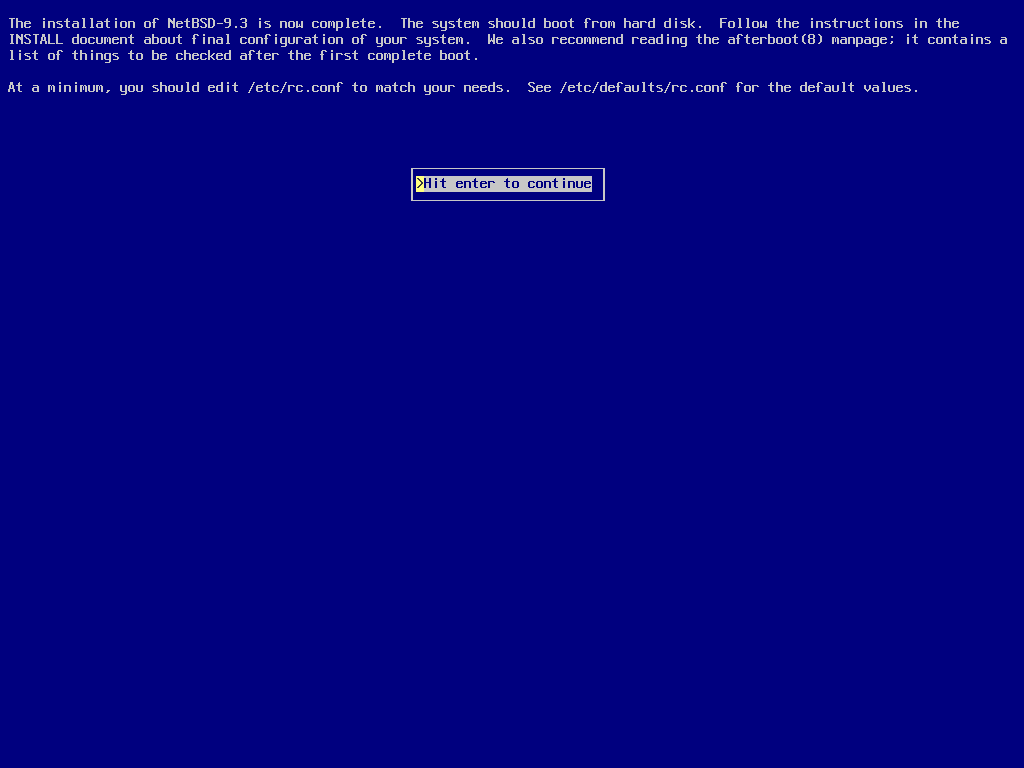 The installation of NetBSD-9.3 is now complete.  The system should boot from hard disk.  Follow the instructions in the
INSTALL document about final configuration of your system.  We also recommend reading the afterboot(8) manpage; it contains a
list of things to be checked after the first complete boot.
At a minimum, you should edit /etc/rc.conf to match your needs.  See /etc/defaults/rc.conf for the default values.
>Hit enter to continue